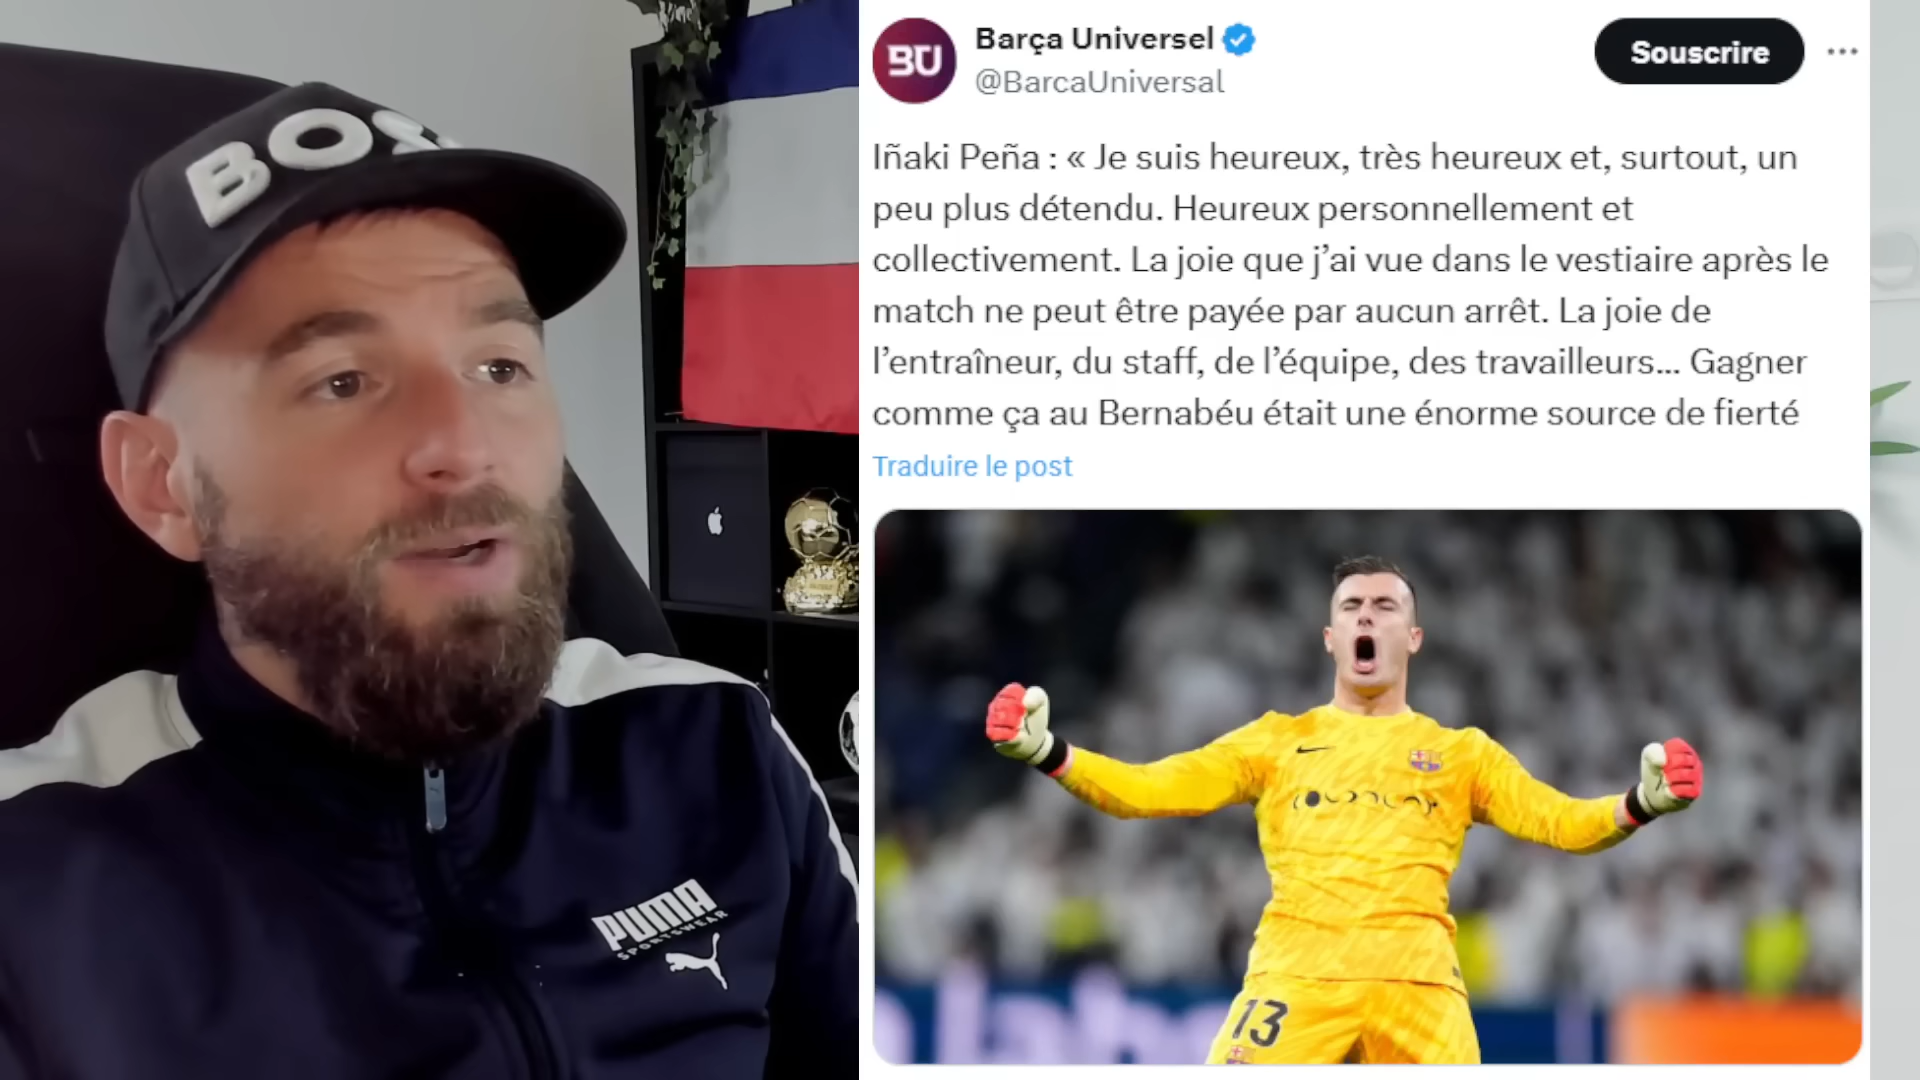 BOS
PUMA
SPORTSWEAR
BU
Barça Universel
@BarcaUniversal
Souscrire
Iñaki Peña : « Je suis heureux, très heureux et, surtout, un
peu plus détendu. Heureux personnellement et
collectivement. La joie que j’ai vue dans le vestiaire après le
match ne peut être payée par aucun arrêt. La joie de
l’entraîneur, du staff, de l’équipe, des travailleurs... Gagner
comme ça au Bernabéu était une énorme source de fierté
Traduire le post
13